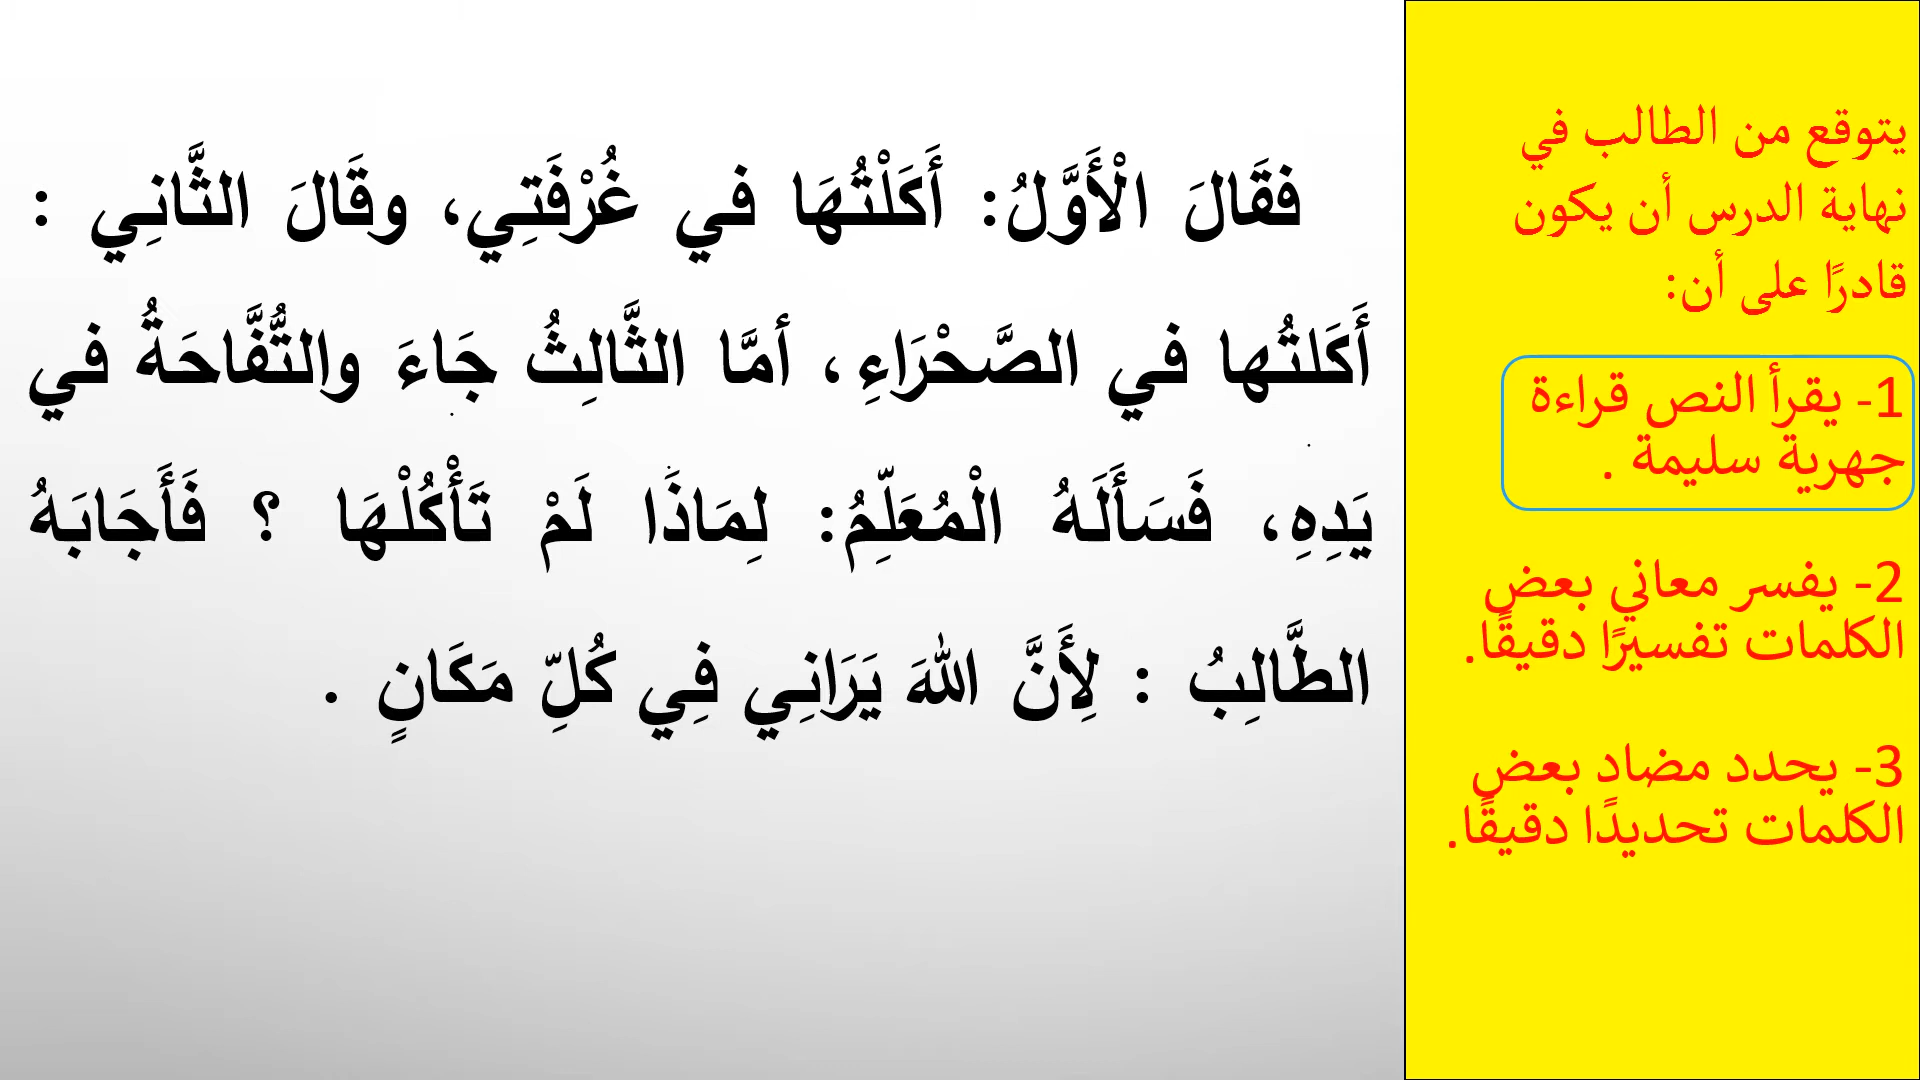 فقَالَ الْأَوَّلُ: أَكَلْتُهَا في غُرْفَتِي، وقَالَ الثَّانِي :
أَكَلتُها في الصَّحْرَاءِ، أمَّا الثَّالِثُ جَاءَ والتُّفَّاحَةُ في
يَدِهِ، فَسَأَلَهُ الْمُعَلِّمُ: لِمَاذَا لَمْ تَأْكُلْهَا ؟ فَأَجَابَهُ
الطَّالِبُ : لِأَنَّ اللهَ يَرَانِي فِي كُلِّ مَكَانٍ .
يتوقع من الطالب في
نهاية الدرس أن يكون
قادرًا على أن:
1- يقرأ النص قراءة
جهرية سليمة .
2- يفسر معاني بعض
الكلمات تفسيرًا دقيقًا.
3- يحدد مضاد بعض
الكلمات تحديدًا دقيقًا.